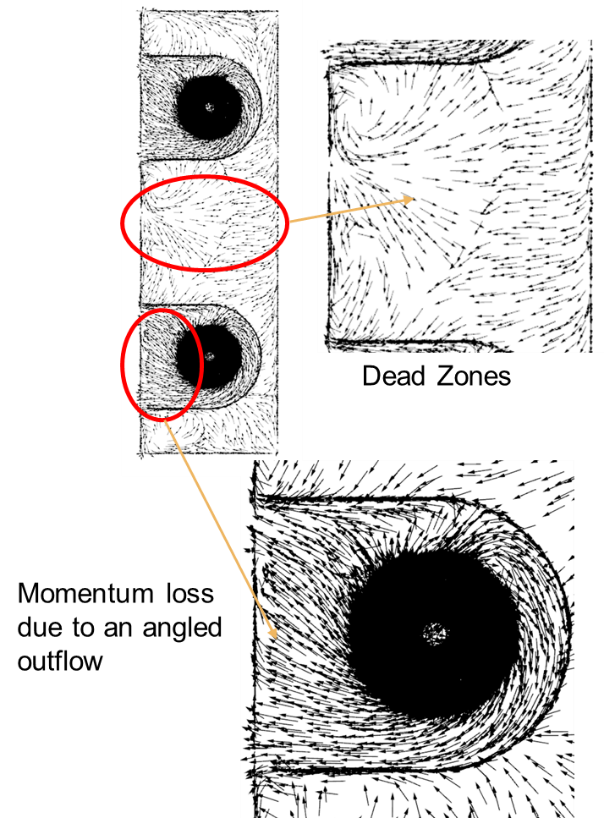 Dead Zones
Momentum loss
due to an angled
outflow